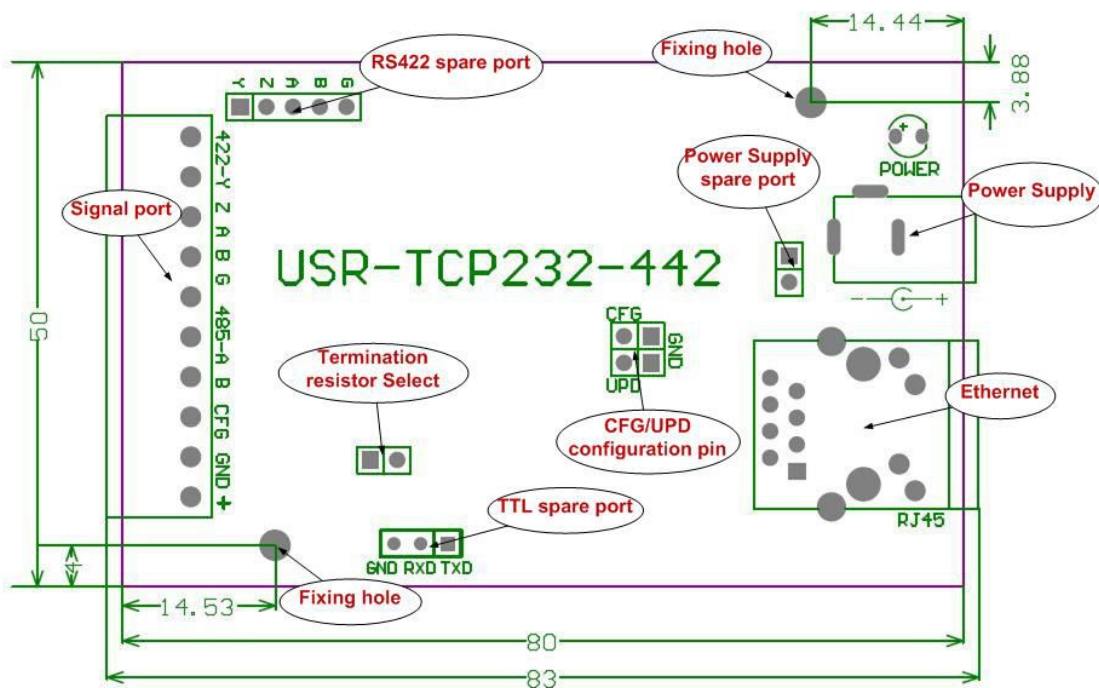 14.44
Fixing hole
3.88
RS422 spare port
Y Z A B G
POWER
Power Supply
spare port
Power Supply
Signal port
422-Y
Z
A
B
G
485-A
B
CFG
GND
+
USR-TCP232-442
- +
50
CFG
GND
UPD
Termination
resistor Select
Ethernet
CFG/UPD
configuration pin
TTL spare port
RJ45
GND RXD TXD
4
Fixing hole
14.53
80
83